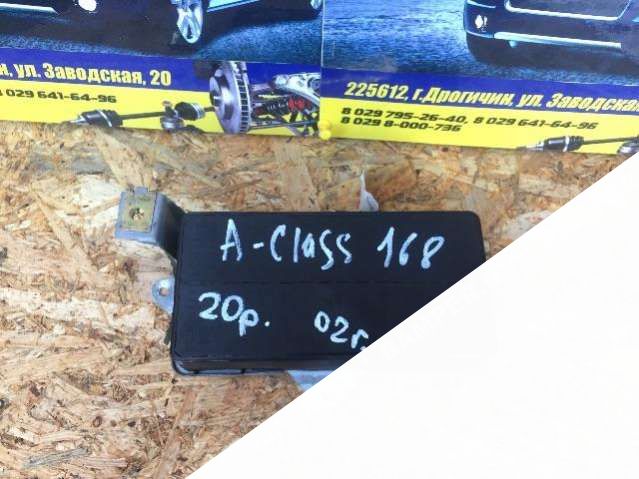 н, ул. Заводская, 20
8 029 641-64-96
225612, г.Дрогичин, ул. Заводска
8 029 795-26-40, 8 029 641-64-96
8 029 8-000-736
A-Class 168
20р. 02г.